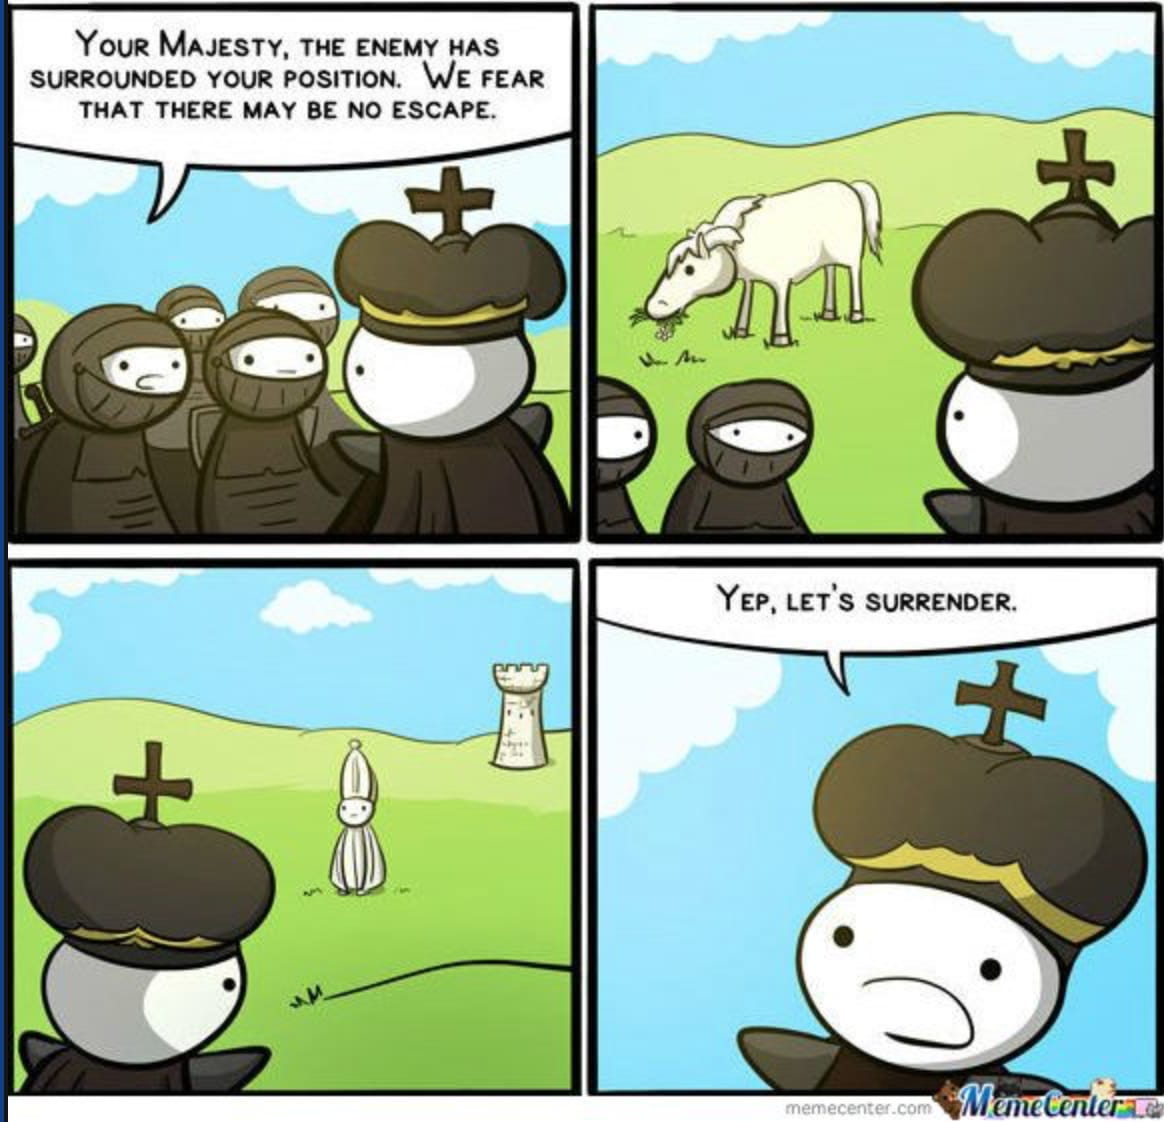 YOUR MAJESTY, THE ENEMY HAS
SURROUNDED YOUR POSITION. WE FEAR
THAT THERE MAY BE NO ESCAPE.
YEP, LET'S SURRENDER.
memecenter.com MemeCenter